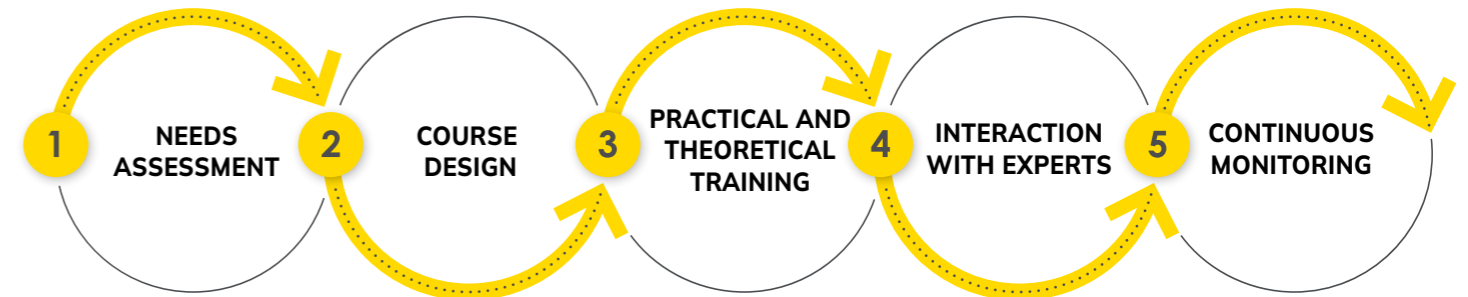 1
NEEDS
ASSESSMENT
2
COURSE
DESIGN
3
PRACTICAL AND
THEORETICAL
TRAINING
4
INTERACTION
WITH EXPERTS
5
CONTINUOUS
MONITORING